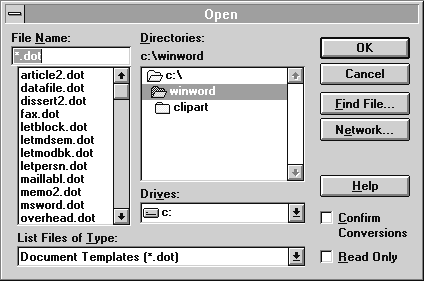 Open
File Name:
*.dot
article2.dot
datafile.dot
dissert2.dot
fax.dot
letblock.dot
letmdsem.dot
letmodbk.dot
letpersn.dot
maillabl.dot
memo2.dot
msword.dot
overhead.dot
List Files of Type:
Document Templates (*.dot)
Directories:
c:\winword
c:\
winword
clipart
Drives:
c:
OK
Cancel
Find File...
Network...
Help
Confirm
Conversions
Read Only